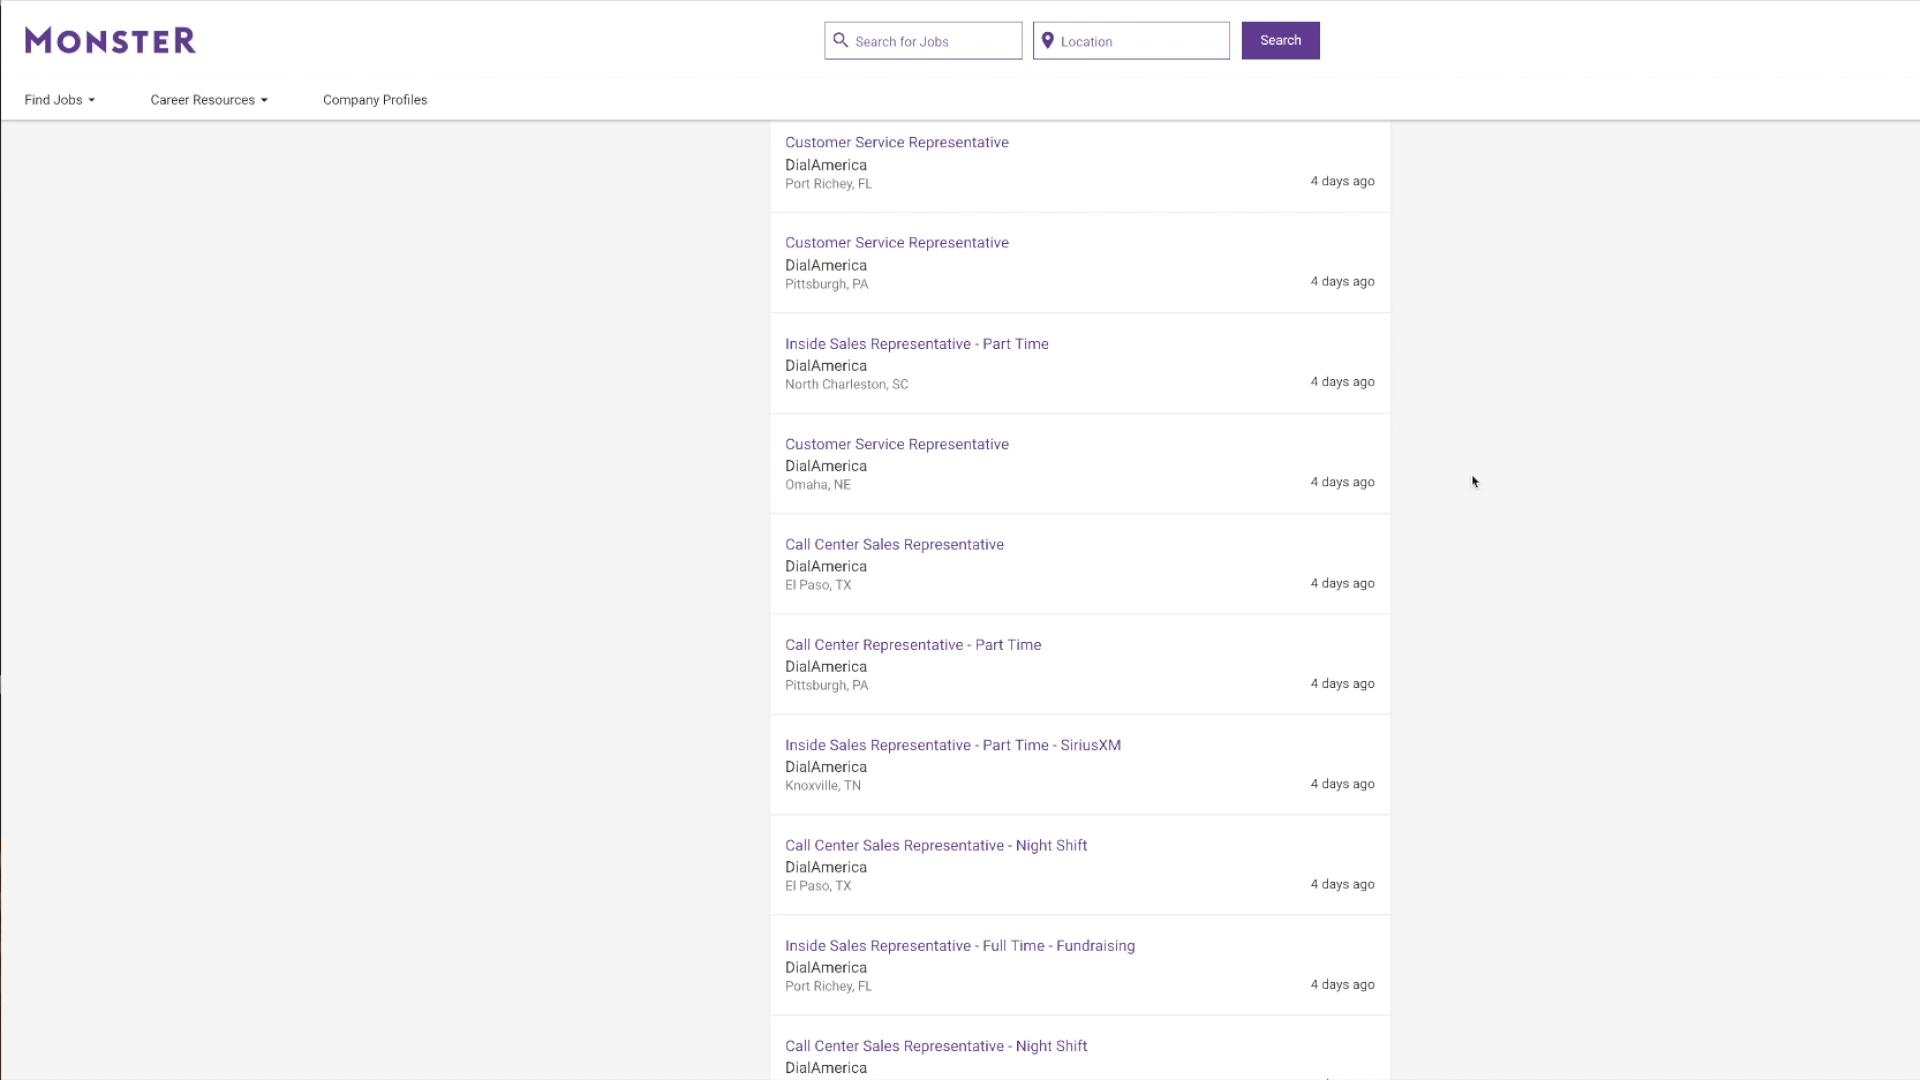 MONSTER
Search for Jobs
Location
Search
Find Jobs
Career Resources
Company Profiles
Customer Service Representative
DialAmerica
Port Richey, FL
4 days ago
Customer Service Representative
DialAmerica
Pittsburgh, PA
4 days ago
Inside Sales Representative - Part Time
DialAmerica
North Charleston, SC
4 days ago
Customer Service Representative
DialAmerica
Omaha, NE
4 days ago
Call Center Sales Representative
DialAmerica
El Paso, TX
4 days ago
Call Center Representative - Part Time
DialAmerica
Pittsburgh, PA
4 days ago
Inside Sales Representative - Part Time - SiriusXM
DialAmerica
Knoxville, TN
4 days ago
Call Center Sales Representative - Night Shift
DialAmerica
El Paso, TX
4 days ago
Inside Sales Representative - Full Time - Fundraising
DialAmerica
Port Richey, FL
4 days ago
Call Center Sales Representative - Night Shift
DialAmerica